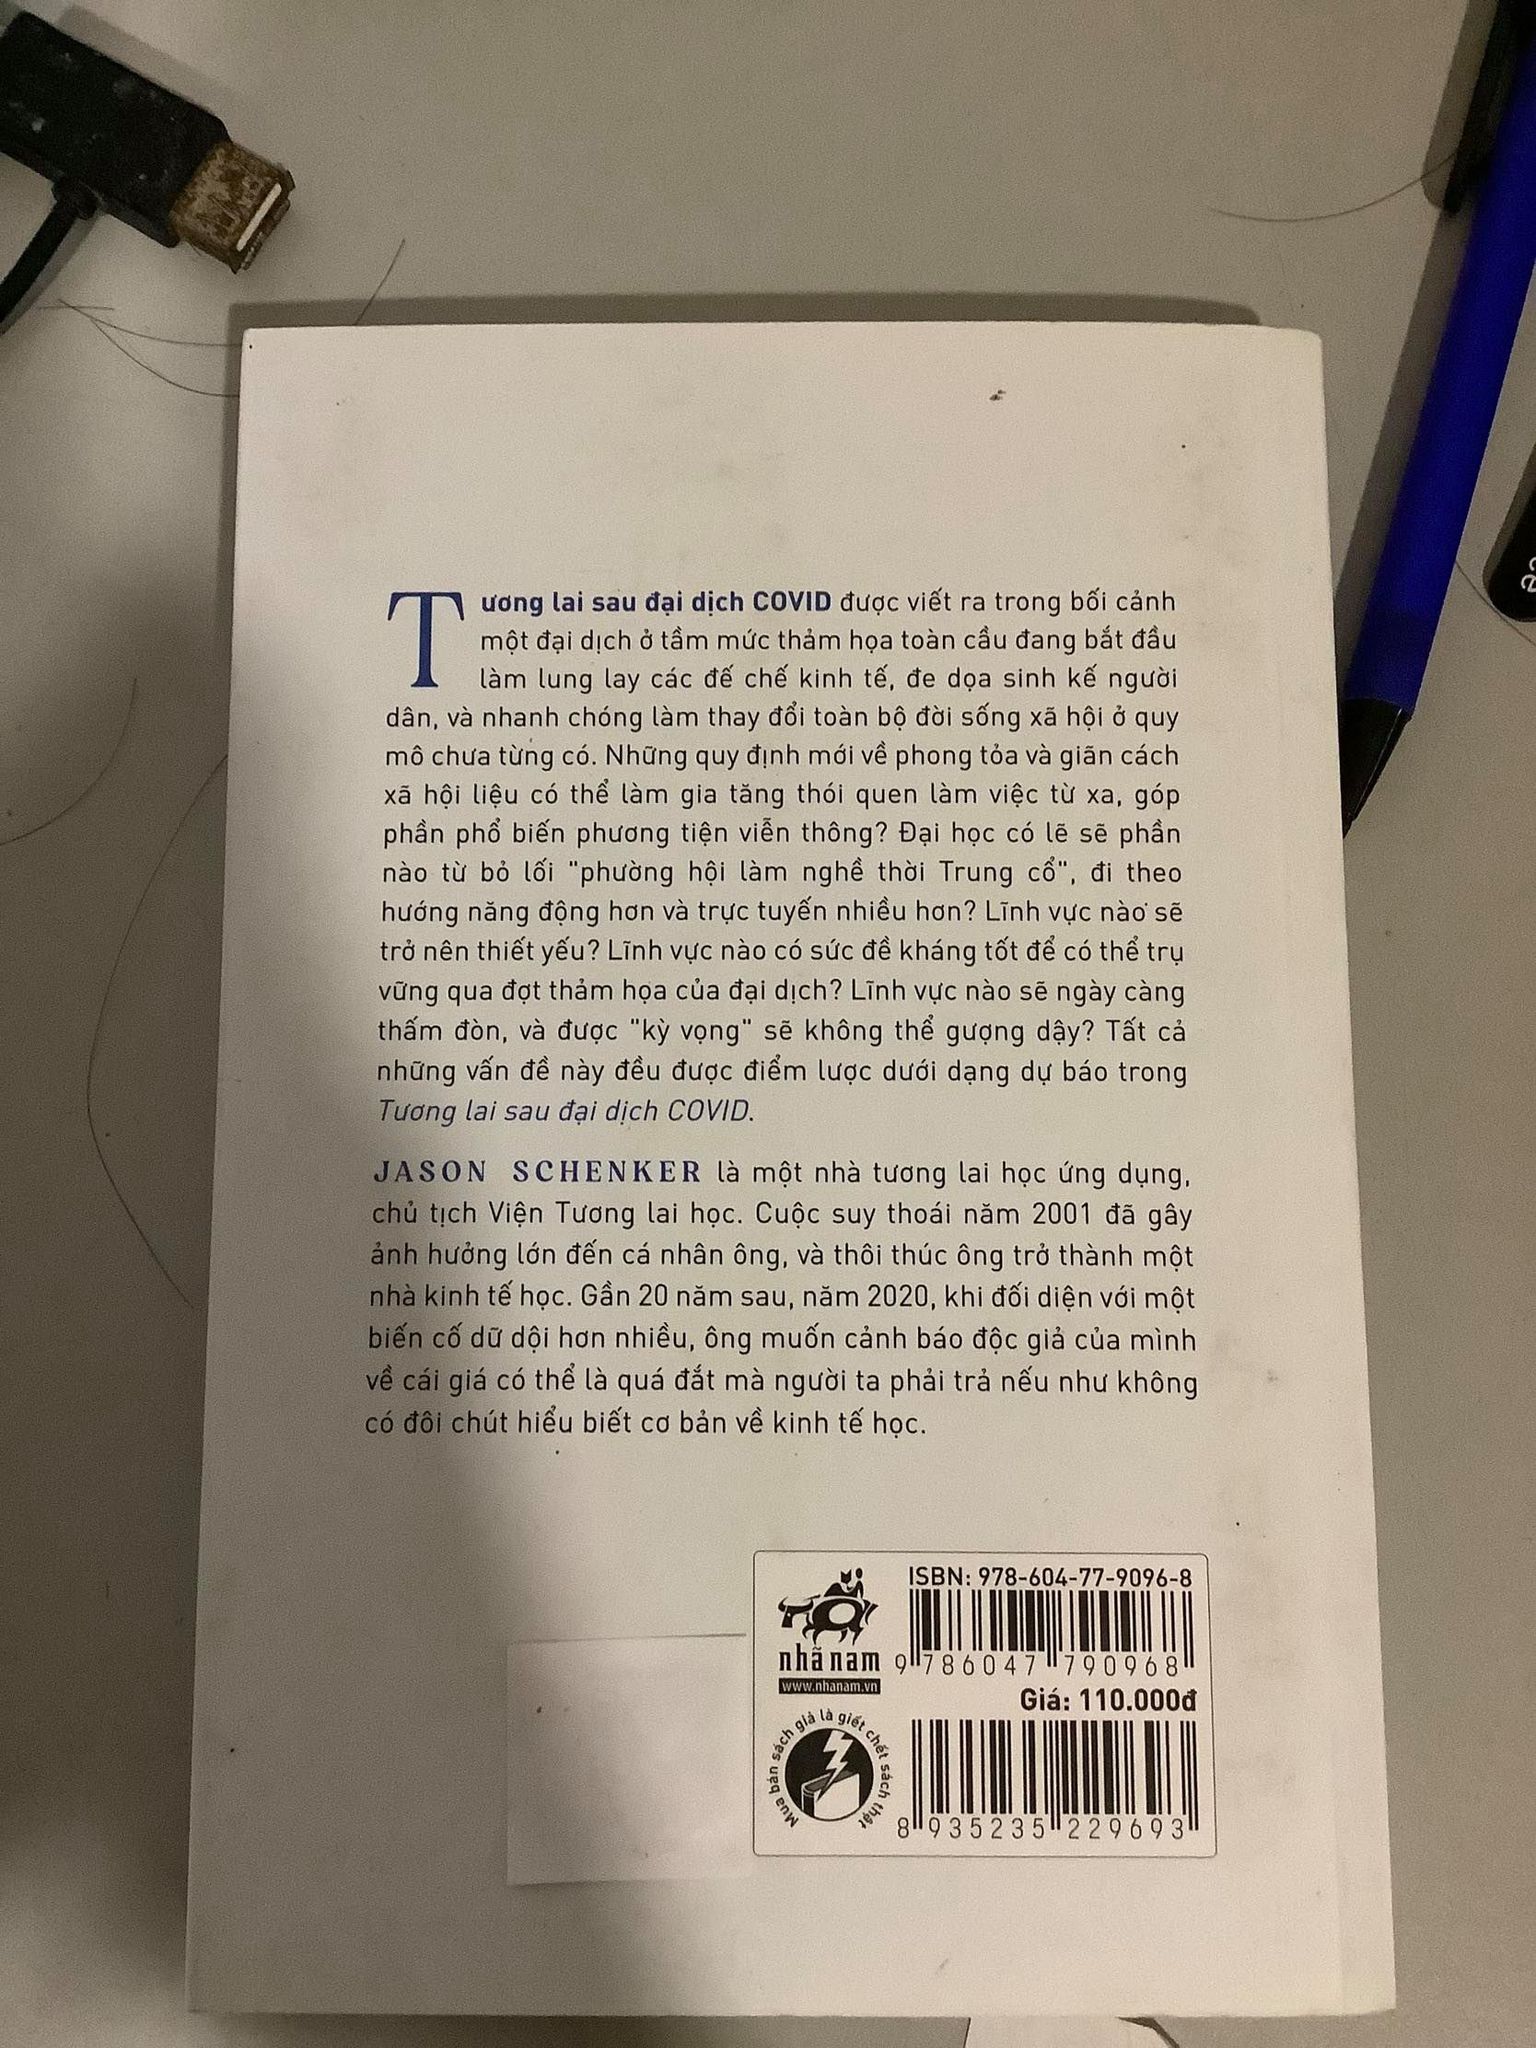 Tương lai sau đại dịch COVID được viết ra trong bối cảnh
một đại dịch ở tầm mức thảm họa toàn cầu đang bắt đầu
làm lung lay các đế chế kinh tế, đe dọa sinh kế người
dân, và nhanh chóng làm thay đổi toàn bộ đời sống xã hội ở quy
mô chưa từng có. Những quy định mới về phong tỏa và giãn cách
xã hội liệu có thể làm gia tăng thói quen làm việc từ xa, góp
phần phổ biến phương tiện viễn thông? Đại học có lẽ sẽ phần
nào từ bỏ lối "phường hội làm nghề thời Trung cổ", đi theo
hướng năng động hơn và trực tuyến nhiều hơn? Lĩnh vực nào sẽ
trở nên thiết yếu? Lĩnh vực nào có sức đề kháng tốt để có thể trụ
vững qua đợt thảm họa của đại dịch? Lĩnh vực nào sẽ ngày càng
thấm đòn, và được "kỳ vọng" sẽ không thể gượng dậy? Tất cả
những vấn đề này đều được điểm lược dưới dạng dự báo trong
Tương lai sau đại dịch COVID.
JASON SCHENKER là một nhà tương lai học ứng dụng,
chủ tịch Viện Tương lai học. Cuộc suy thoái năm 2001 đã gây
ảnh hưởng lớn đến cá nhân ông, và thôi thúc ông trở thành một
nhà kinh tế học. Gần 20 năm sau, năm 2020, khi đối diện với một
biến cố dữ dội hơn nhiều, ông muốn cảnh báo độc giả của mình
về cái giá có thể là quá đắt mà người ta phải trả nếu như không
có đôi chút hiểu biết cơ bản về kinh tế học.
ISBN: 978-604-77-9096-8
nhã nam
www.nhanam.vn
9 786047 790968
Giá: 110.000đ
Mua bán sách giả là giết chết sách thật
8 935235 229693